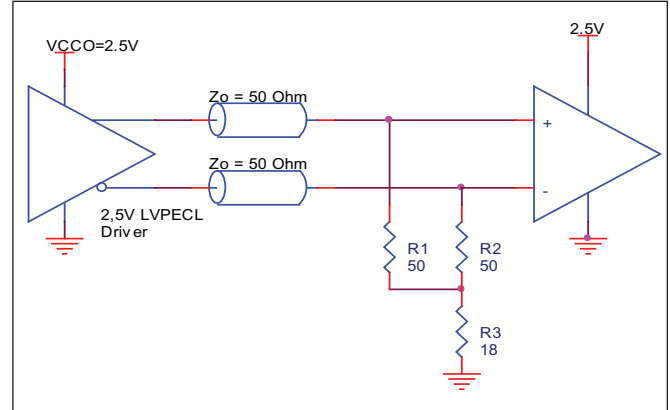 VCCO=2.5V
2.5V
Zo = 50 Ohm
+
Zo = 50 Ohm
-
2,5V LVPECL
Driver
R1
50
R2
50
R3
18